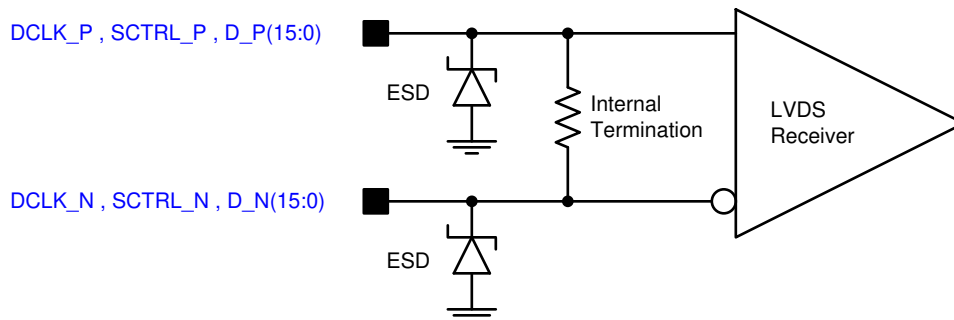 DCLK_P , SCTRL_P , D_P(15:0)
ESD
Internal
Termination
LVDS
Receiver
DCLK_N , SCTRL_N , D_N(15:0)
ESD